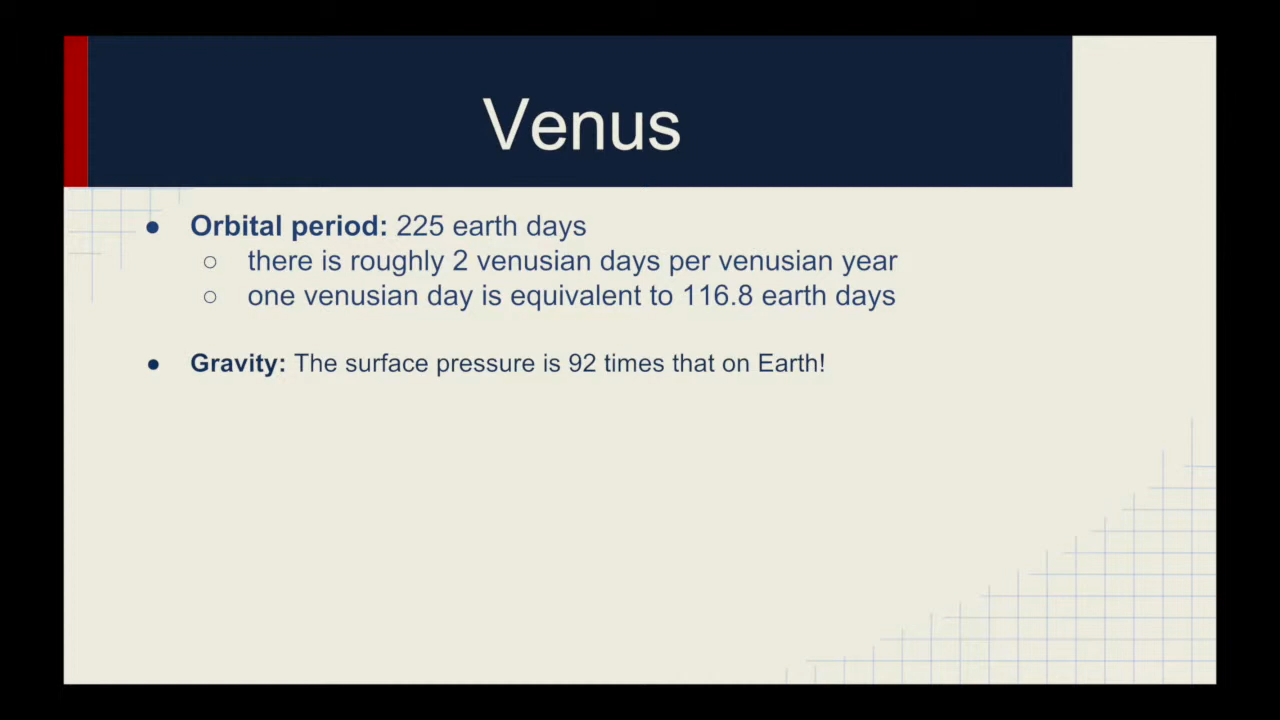 Venus
● Orbital period: 225 earth days
○ there is roughly 2 venusian days per venusian year
○ one venusian day is equivalent to 116.8 earth days
● Gravity: The surface pressure is 92 times that on Earth!